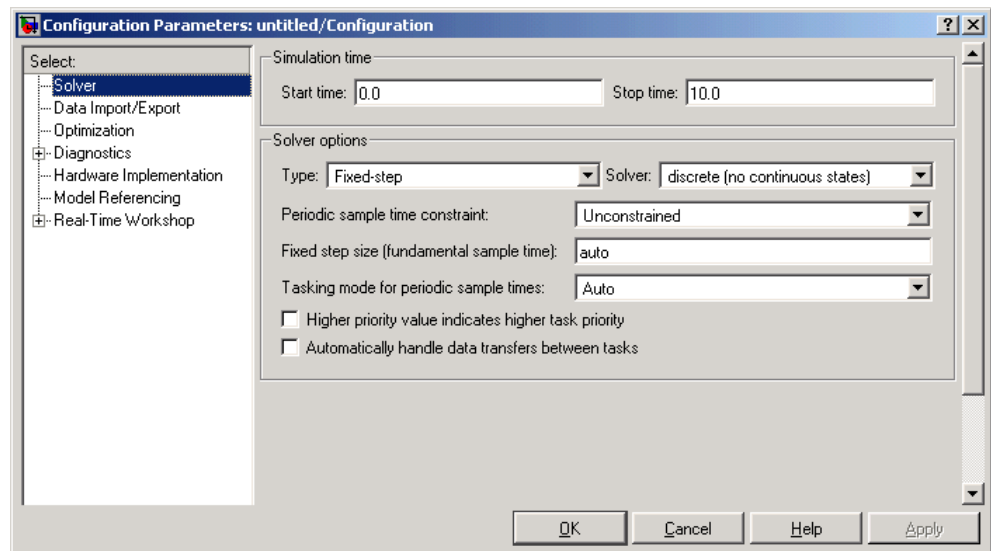 Configuration Parameters: untitled/Configuration
Select:
Solver
Data Import/Export
Optimization
Diagnostics
Hardware Implementation
Model Referencing
Real-Time Workshop
Simulation time
Start time: 0.0 Stop time: 10.0
Solver options
Type: Fixed-step Solver: discrete (no continuous states)
Periodic sample time constraint: Unconstrained
Fixed step size (fundamental sample time): auto
Tasking mode for periodic sample times: Auto
Higher priority value indicates higher task priority
Automatically handle data transfers between tasks
OK Cancel Help Apply